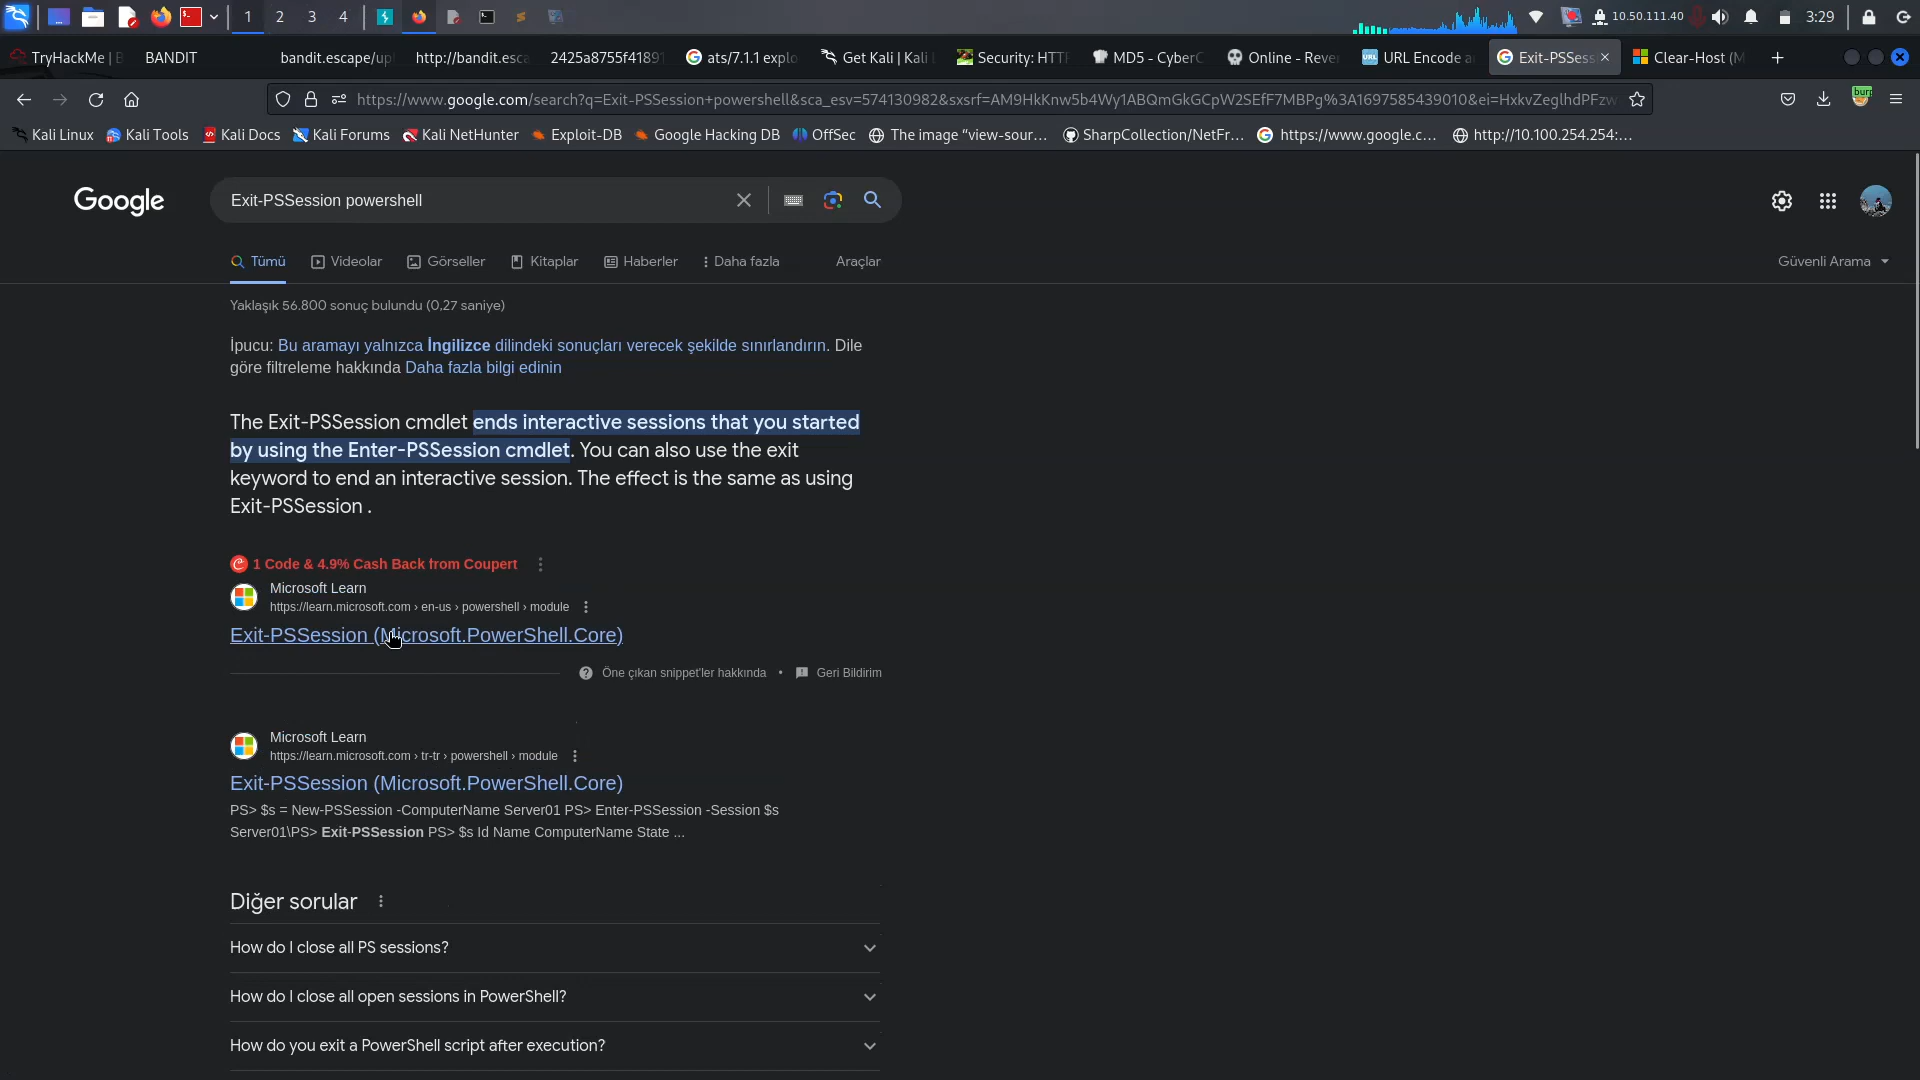 1 2 3 4 10.50.111.40 3:29
TryHackMe | B BANDIT bandit.escape/up http://bandit.esca 2425a8755f41891 ats/7.1.1 explo Get Kali | Kali Security: HTT MD5 - CyberC Online - Reve URL Encode a Exit-PSSess Clear-Host (M
https://www.google.com/search?q=Exit-PSSession+powershell&sca_esv=574130982&sxsrf=AM9HkKnw5b4Wy1ABQmGkGCpW2SEfF7MBPg%3A1697585439010&ei=HxkvZeglhdPFzw burp
Kali Linux Kali Tools Kali Docs Kali Forums Kali NetHunter Exploit-DB Google Hacking DB OffSec The image “view-sour... SharpCollection/NetFr... https://www.google.c... http://10.100.254.254:...
Google Exit-PSSession powershell
Tümü Videolar Görseller Kitaplar Haberler Daha fazla Araçlar Güvenli Arama
Yaklaşık 56.800 sonuç bulundu (0,27 saniye)
İpucu: Bu aramayı yalnızca İngilizce dilindeki sonuçları verecek şekilde sınırlandırın. Dile
göre filtreleme hakkında Daha fazla bilgi edinin
The Exit-PSSession cmdlet ends interactive sessions that you started
by using the Enter-PSSession cmdlet. You can also use the exit
keyword to end an interactive session. The effect is the same as using
Exit-PSSession .
1 Code & 4.9% Cash Back from Coupert
Microsoft Learn
https://learn.microsoft.com › en-us › powershell › module
Exit-PSSession (Microsoft.PowerShell.Core)
Öne çıkan snippet'ler hakkında • Geri Bildirim
Microsoft Learn
https://learn.microsoft.com › tr-tr › powershell › module
Exit-PSSession (Microsoft.PowerShell.Core)
PS> $s = New-PSSession -ComputerName Server01 PS> Enter-PSSession -Session $s
Server01\PS> Exit-PSSession PS> $s Id Name ComputerName State ...
Diğer sorular
How do I close all PS sessions?
How do I close all open sessions in PowerShell?
How do you exit a PowerShell script after execution?